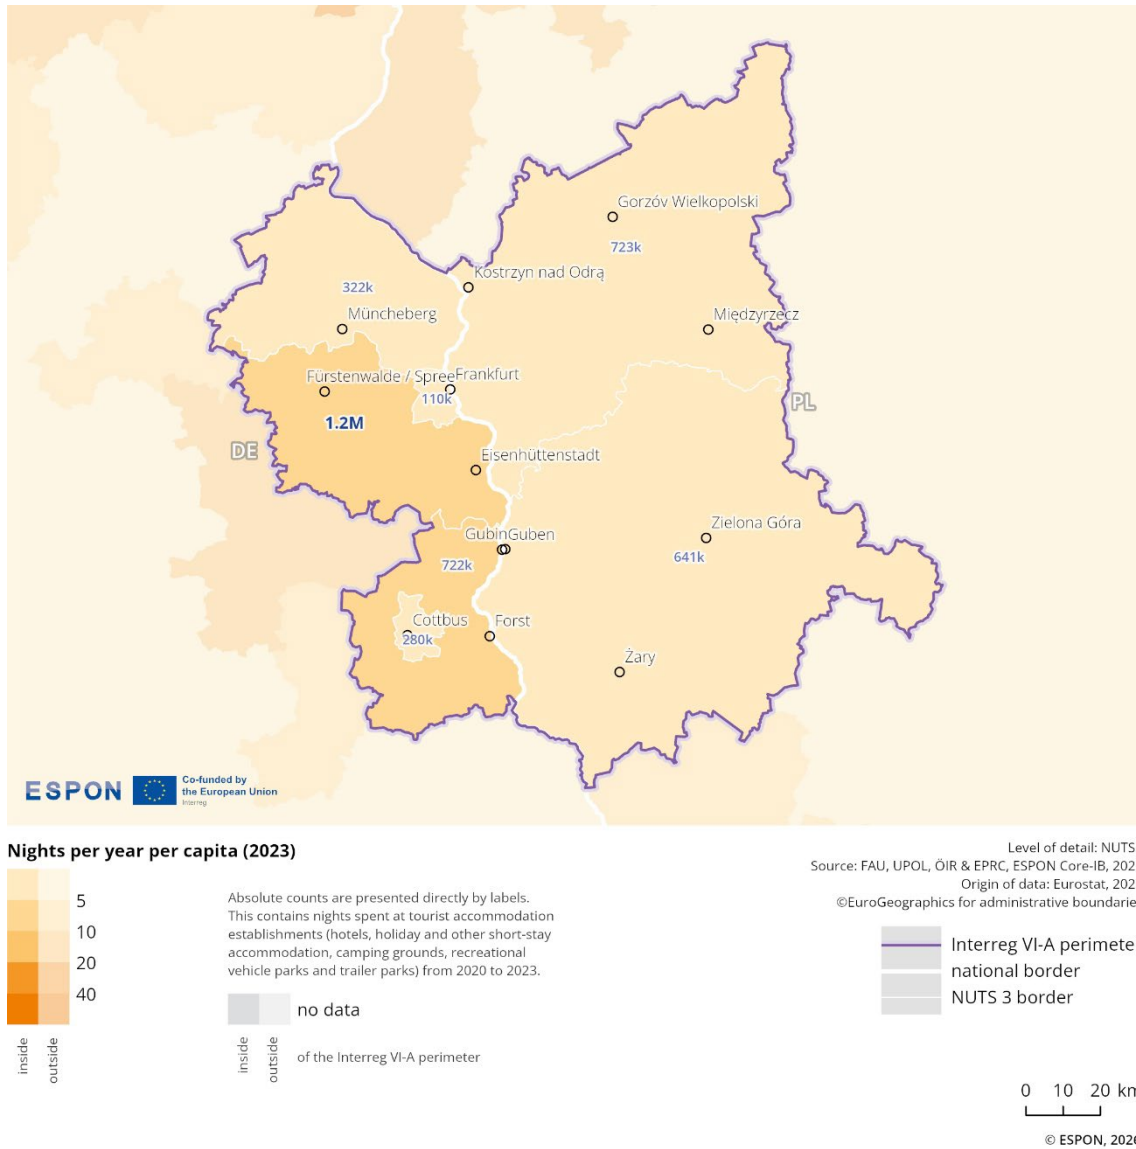 Gorzóv Wielkopolski
723k
Kostrzyn nad Odrą
322k
Müncheberg
Międzyrzecz
Fürstenwalde / Spree
Frankfurt
110k
PL
1.2M
DE
Eisenhüttenstadt
Zielona Góra
Gubin
Guben
722k
641k
Cottbus
280k
Forst
Żary
ESPON
Co-funded by
the European Union
Interreg
Nights per year per capita (2023)
5
10
20
40
inside
outside
Absolute counts are presented directly by labels.
This contains nights spent at tourist accommodation
establishments (hotels, holiday and other short-stay
accommodation, camping grounds, recreational
vehicle parks and trailer parks) from 2020 to 2023.
no data
inside
outside
of the Interreg VI-A perimeter
Level of detail: NUTS
Source: FAU, UPOL, ÖIR & EPRC, ESPON Core-IB, 202
Origin of data: Eurostat, 202
©EuroGeographics for administrative boundarie
Interreg VI-A perimete
national border
NUTS 3 border
0 10 20 km
© ESPON, 2026